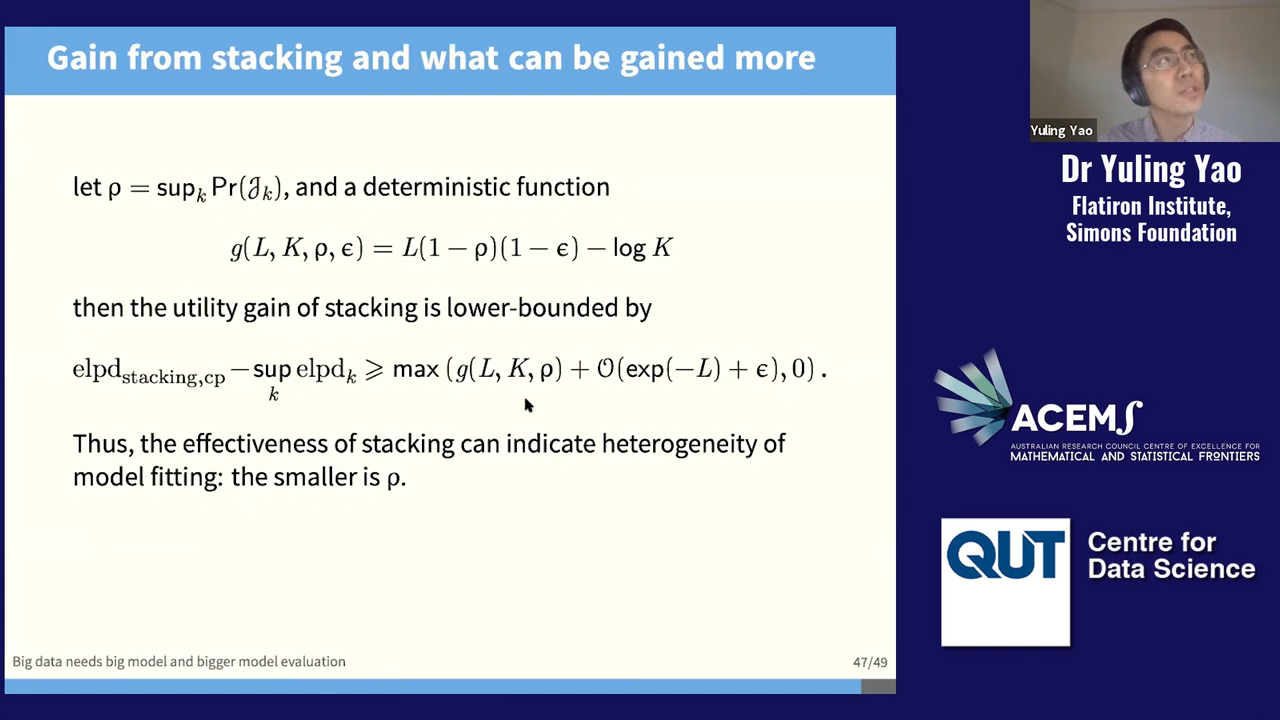 Gain from stacking and what can be gained more
let ρ = sup_k Pr(𝒥_k), and a deterministic function
g(L, K, ρ, ϵ) = L(1 − ρ)(1 − ϵ) − log K
then the utility gain of stacking is lower-bounded by
elpd_stacking,cp − sup_k elpd_k ⩾ max (g(L, K, ρ) + 𝒪(exp(−L) + ϵ), 0) .
Thus, the effectiveness of stacking can indicate heterogeneity of
model fitting: the smaller is ρ.
Big data needs big model and bigger model evaluation
47/49
Yuling Yao
Dr Yuling Yao
Flatiron Institute,
Simons Foundation
ACEMS
AUSTRALIAN RESEARCH COUNCIL CENTRE OF EXCELLENCE FOR
MATHEMATICAL AND STATISTICAL FRONTIERS
QUT
Centre for
Data Science